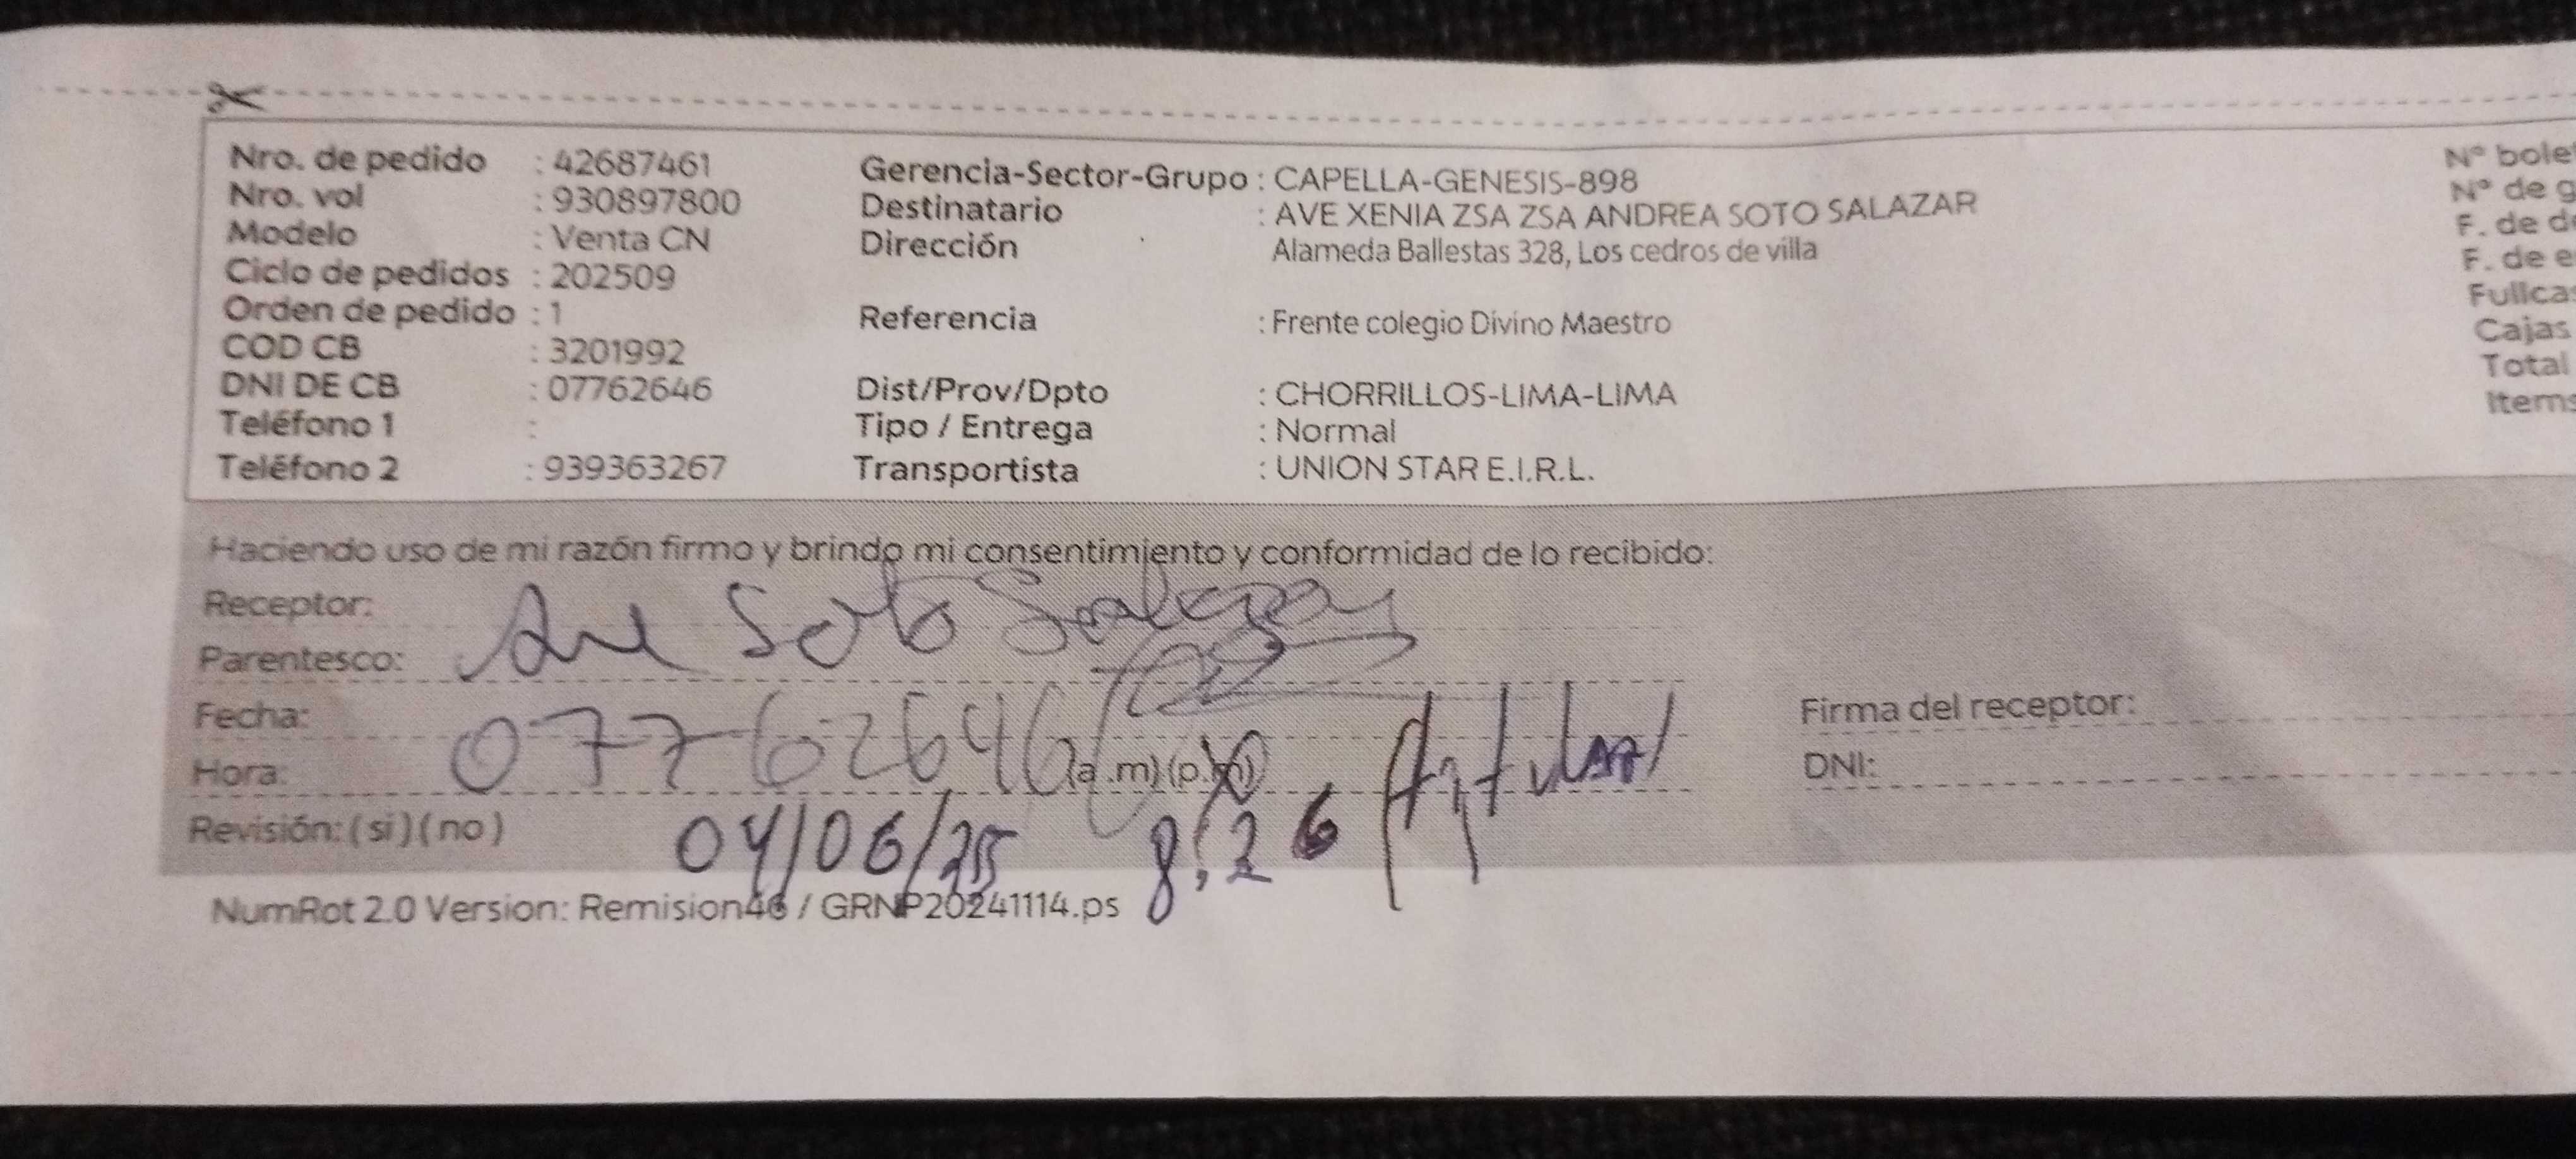 Nro. de pedido : 42687461
Nro. vol : 930897800
Modelo : Venta CN
Ciclo de pedidos : 202509
Orden de pedido : 1
COD CB : 3201992
DNI DE CB : 07762646
Teléfono 1 :
Teléfono 2 : 939363267
Gerencia-Sector-Grupo : CAPELLA-GENESIS-898
Destinatario : AVE XENIA ZSA ZSA ANDREA SOTO SALAZAR
Dirección Alameda Ballestas 328, Los cedros de villa
Referencia : Frente colegio Divino Maestro
Dist/Prov/Dpto : CHORRILLOS-LIMA-LIMA
Tipo / Entrega : Normal
Transportista : UNION STAR E.I.R.L.
N° bole
N° de g
F. de d
F. de e
Fullca
Cajas
Total
Items
Haciendo uso de mi razón firmo y brindo mi consentimiento y conformidad de lo recibido:
Receptor: Ave Soto Salazar
Parentesco:
Fecha:
Hora: 07762646 (a.m) (p.m)
Revisión: (si) (no) 04/06/25 8:26
Firma del receptor:
DNI:
NumRot 2.0 Version: Remision46 / GRNP20241114.ps